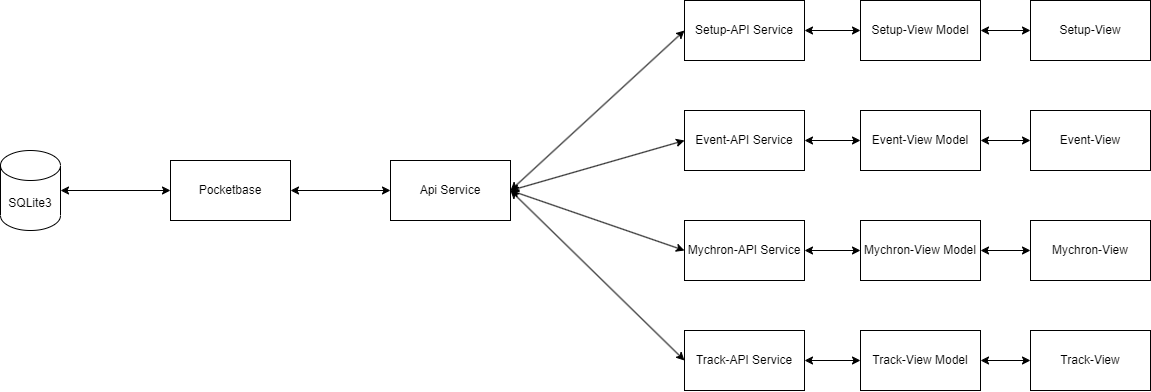 Setup-API Service
Setup-View Model
Setup-View
Event-API Service
Event-View Model
Event-View
SQLite3
Pocketbase
Api Service
Mychron-API Service
Mychron-View Model
Mychron-View
Track-API Service
Track-View Model
Track-View